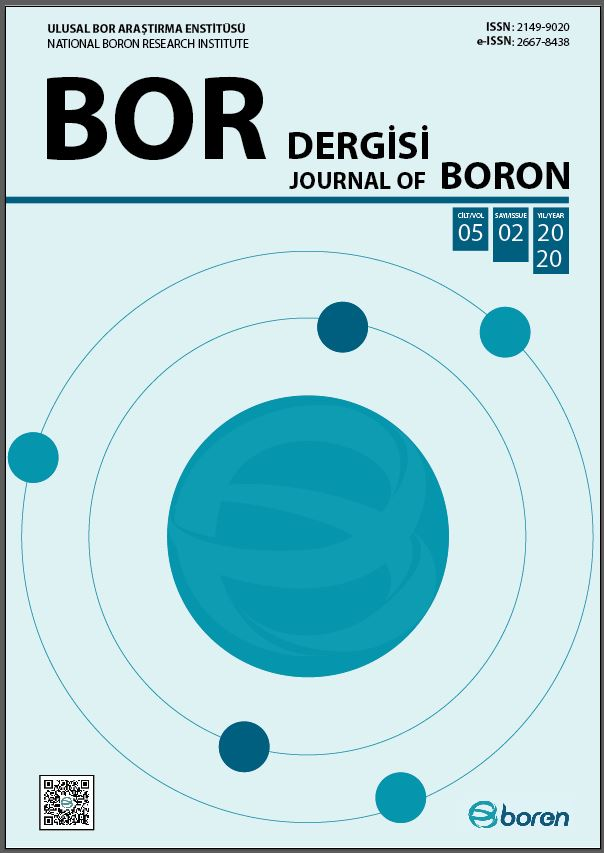 ULUSAL BOR ARAŞTIRMA ENSTİTÜSÜ
NATIONAL BORON RESEARCH INSTITUTE
ISSN: 2149-9020
e-ISSN: 2667-8438
BOR DERGİSİ
JOURNAL OF BORON
CİLT/VOL
05
SAYI/ISSUE
02
YIL/YEAR
20
20
boren